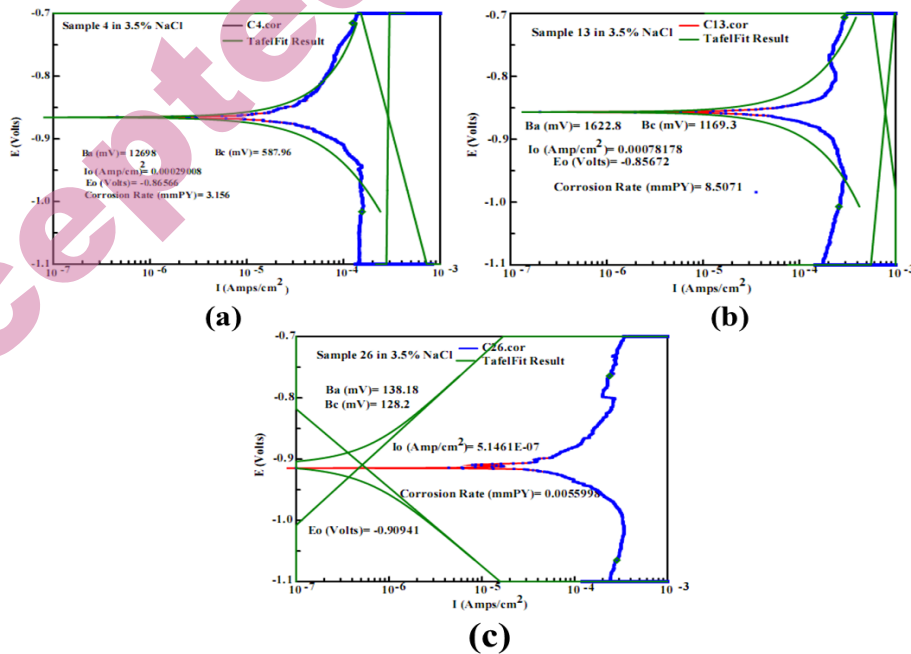 -0.7
Sample 4 in 3.5% NaCl
C4.cor
TafelFit Result
-0.8
E (Volts)
-0.9
Ba (mV)= 12698
Bc (mV)= 587.96
Io (Amp/cm2)= 0.00029008
Eo (Volts)= -0.86566
Corrosion Rate (mmPY)= 3.156
-1.0
-1.1
10-7 10-6 10-5 10-4 10-3
I (Amps/cm2)
(a)
-0.7
Sample 13 in 3.5% NaCl
C13.cor
TafelFit Result
-0.8
E (Volts)
-0.9
Ba (mV)= 1622.8 Bc (mV)= 1169.3
Io (Amp/cm2)= 0.00078178
Eo (Volts)= -0.85672
Corrosion Rate (mmPY)= 8.5071
-1.0
-1.1
10-7 10-6 10-5 10-4 10-3
I (Amps/cm2)
(b)
-0.7
Sample 26 in 3.5% NaCl
C26.cor
TafelFit Result
Ba (mV)= 138.18
Bc (mV)= 128.2
-0.8
E (Volts)
Io (Amp/cm2)= 5.1461E-07
-0.9
Corrosion Rate (mmPY)= 0.0055998
-1.0
Eo (Volts)= -0.90941
-1.1
10-7 10-6 10-5 10-4 10-3
I (Amps/cm2)
(c)
cepted